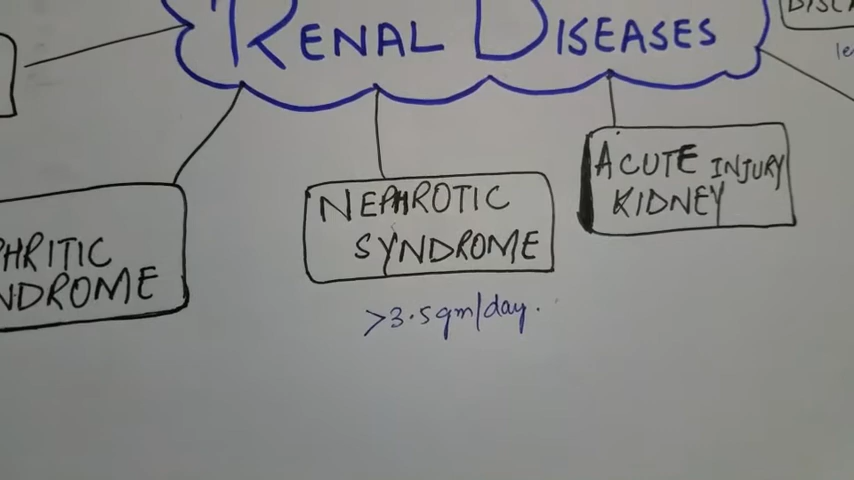 RENAL DISEASES
ACUTE INJURY
KIDNEY
NEPHROTIC
SYNDROME
PHRITIC
NDROME
>3.5gm/day.